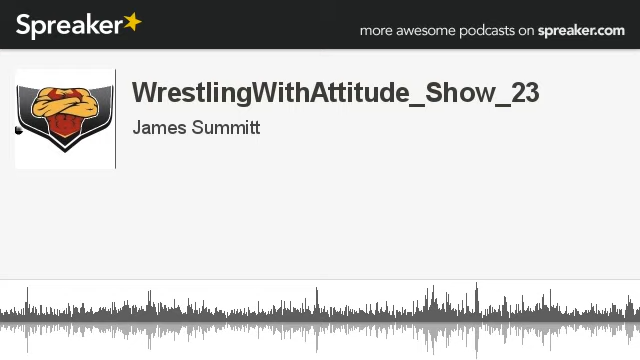 Spreaker
more awesome podcasts on spreaker.com
WrestlingWithAttitude_Show_23
James Summitt